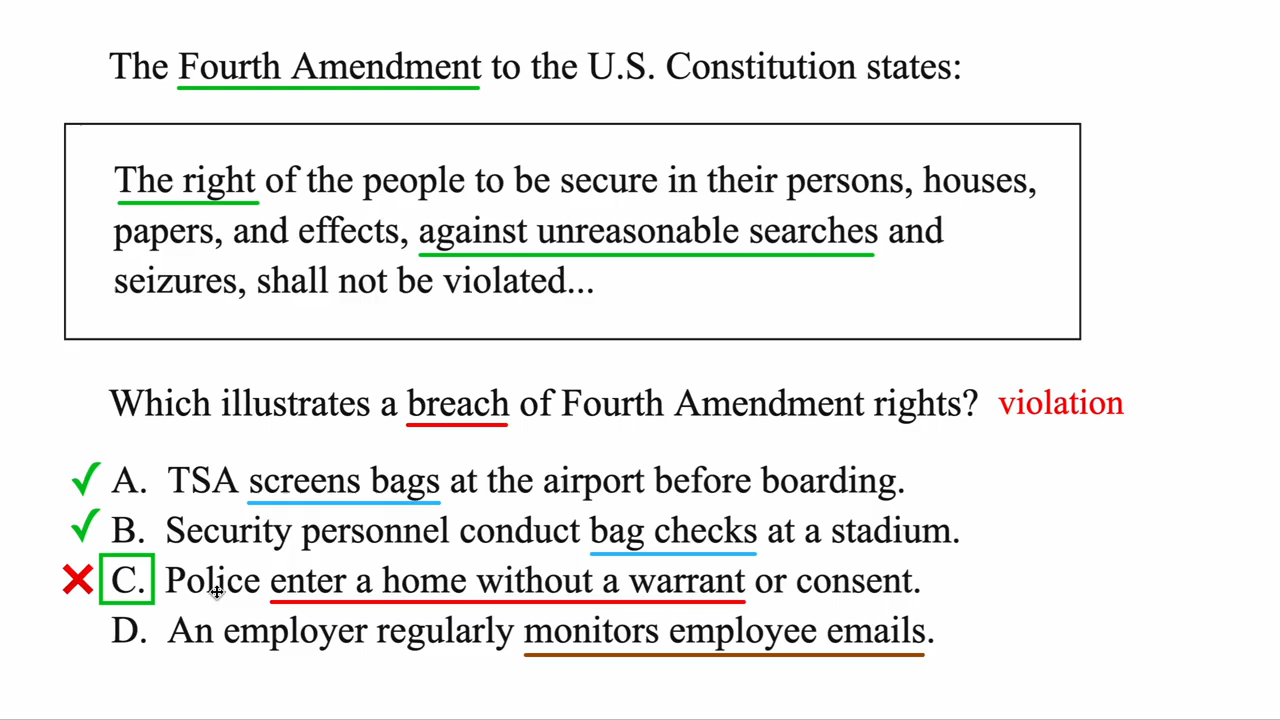 The Fourth Amendment to the U.S. Constitution states:
The right of the people to be secure in their persons, houses,
papers, and effects, against unreasonable searches and
seizures, shall not be violated...
Which illustrates a breach of Fourth Amendment rights? violation
A. TSA screens bags at the airport before boarding.
B. Security personnel conduct bag checks at a stadium.
C. Police enter a home without a warrant or consent.
D. An employer regularly monitors employee emails.